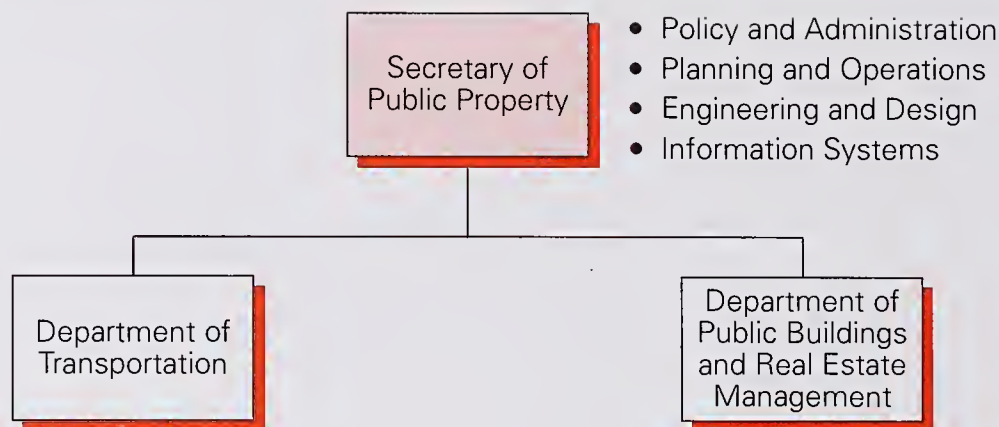 Secretary of
Public Property
• Policy and Administration
• Planning and Operations
• Engineering and Design
• Information Systems
Department of
Transportation
Department of
Public Buildings
and Real Estate
Management